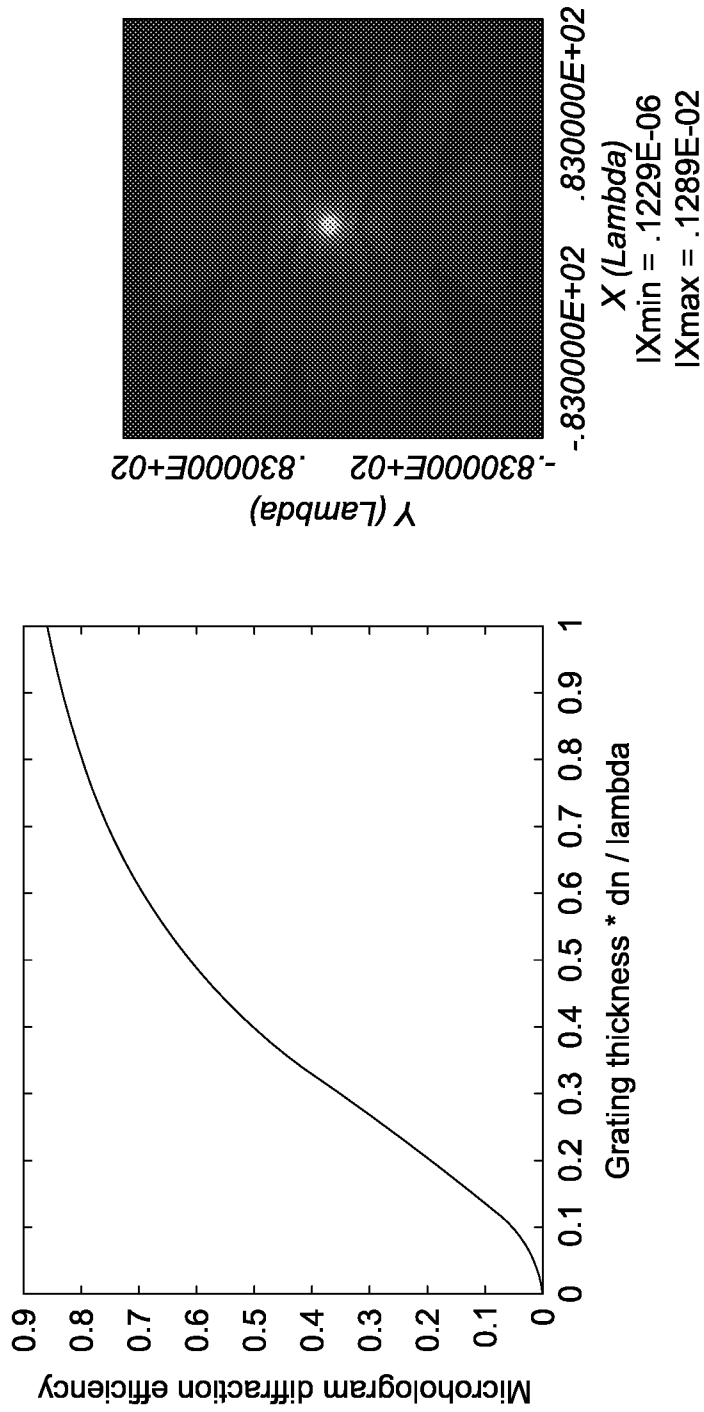 Microhologram diffraction efficiency
0.9
0.8
0.7
0.6
0.5
0.4
0.3
0.2
0.1
0
0 0.1 0.2 0.3 0.4 0.5 0.6 0.7 0.8 0.9 1
Grating thickness * dn / lambda
Y (Lambda)
-.830000E+02 .830000E+02
-.830000E+02 .830000E+02
X (Lambda)
IXmin = .1229E-06
IXmax = .1289E-02